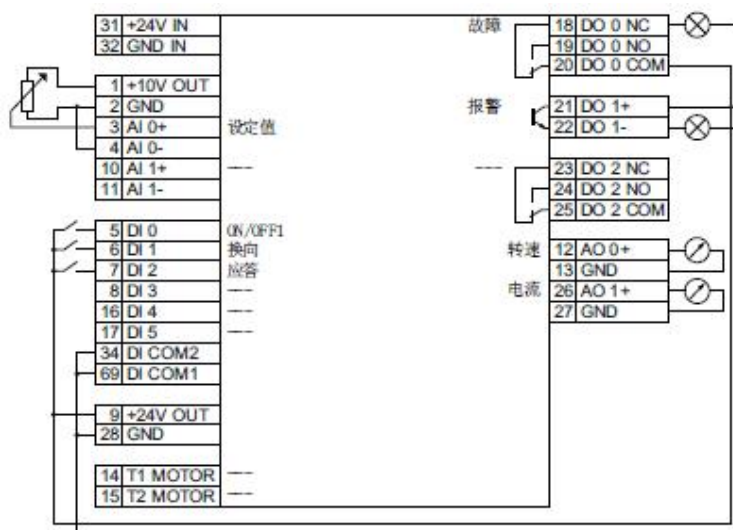 31 +24V IN
32 GND IN
1 +10V OUT
2 GND
3 AI 0+ 设定值
4 AI 0-
10 AI 1+ ---
11 AI 1-
5 DI 0 ON/OFF1
6 DI 1 换向
7 DI 2 应答
8 DI 3 ---
16 DI 4 ---
17 DI 5 ---
34 DI COM2
69 DI COM1
9 +24V OUT
28 GND
14 T1 MOTOR ---
15 T2 MOTOR ---
故障 18 DO 0 NC
19 DO 0 NO
20 DO 0 COM
报警 21 DO 1+
22 DO 1-
--- 23 DO 2 NC
24 DO 2 NO
25 DO 2 COM
转速 12 AO 0+
13 GND
电流 26 AO 1+
27 GND